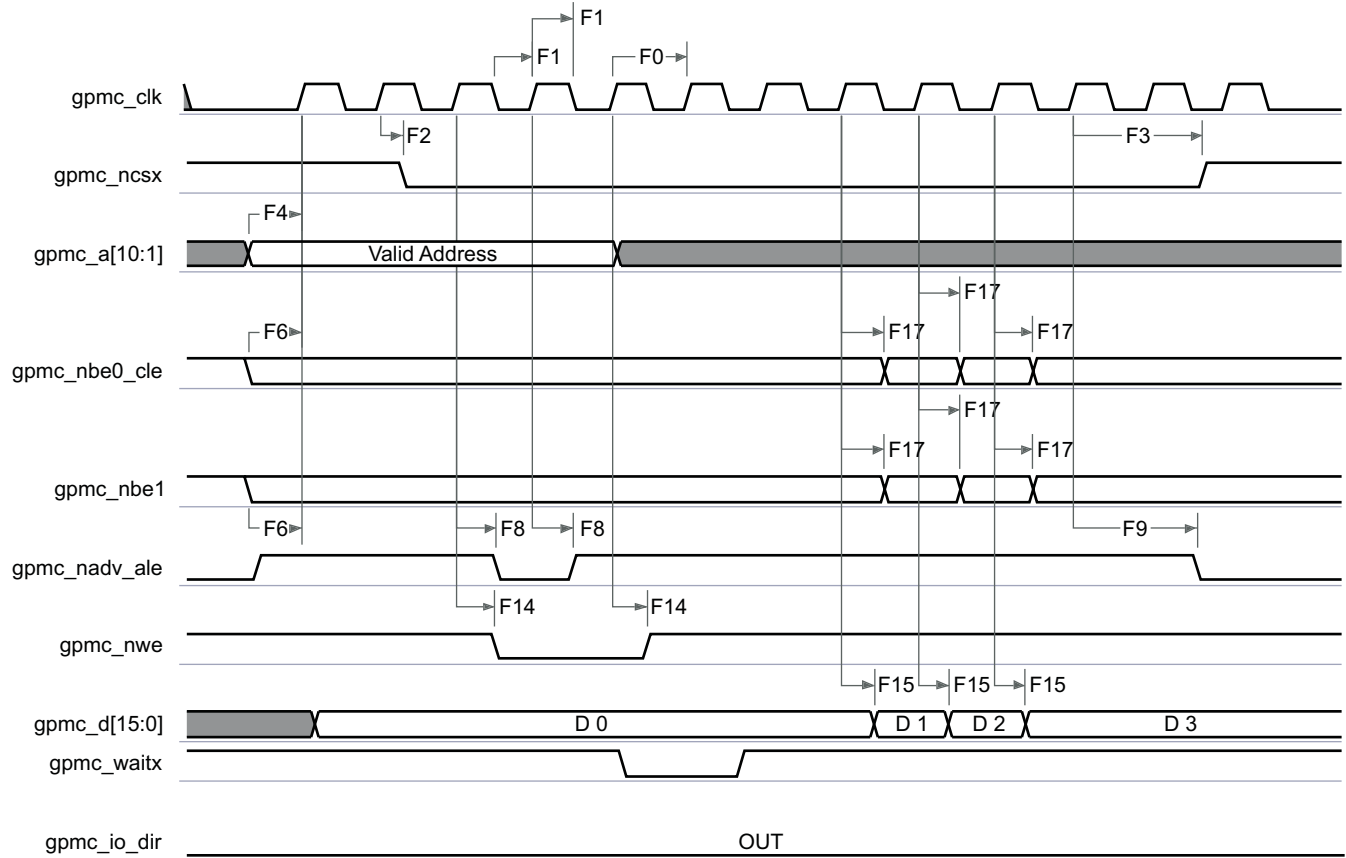 F1
F1 F0
gpmc_clk
F2 F3
gpmc_ncsx
F4
gpmc_a[10:1] Valid Address
F17
F6 F17 F17
gpmc_nbe0_cle
F17
F17 F17
gpmc_nbe1
F6 F8 F8 F9
gpmc_nadv_ale
F14 F14
gpmc_nwe
F15 F15 F15
gpmc_d[15:0] D 0 D 1 D 2 D 3
gpmc_waitx
gpmc_io_dir OUT